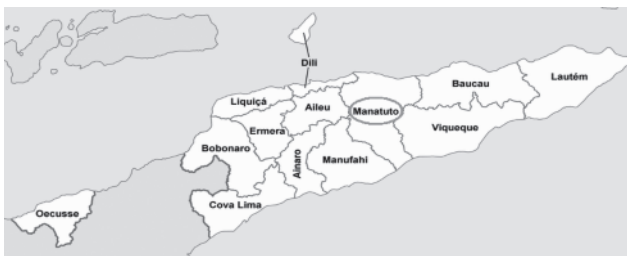 Dili
Lautém
Baucau
Liquiçá
Aileu
Manatuto
Ermera
Viqueque
Bobonaro
Ainaro
Manufahi
Cova Lima
Oecusse